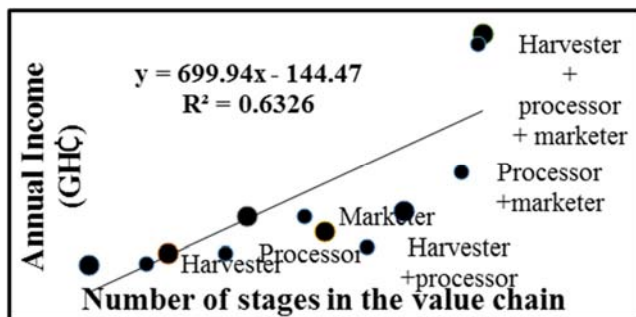 Annual Income
(GH₵)
y = 699.94x - 144.47
R² = 0.6326
Harvester
+
processor
+ marketer
Processor
+marketer
Marketer
Harvester
Processor
Harvester
+processor
Number of stages in the value chain